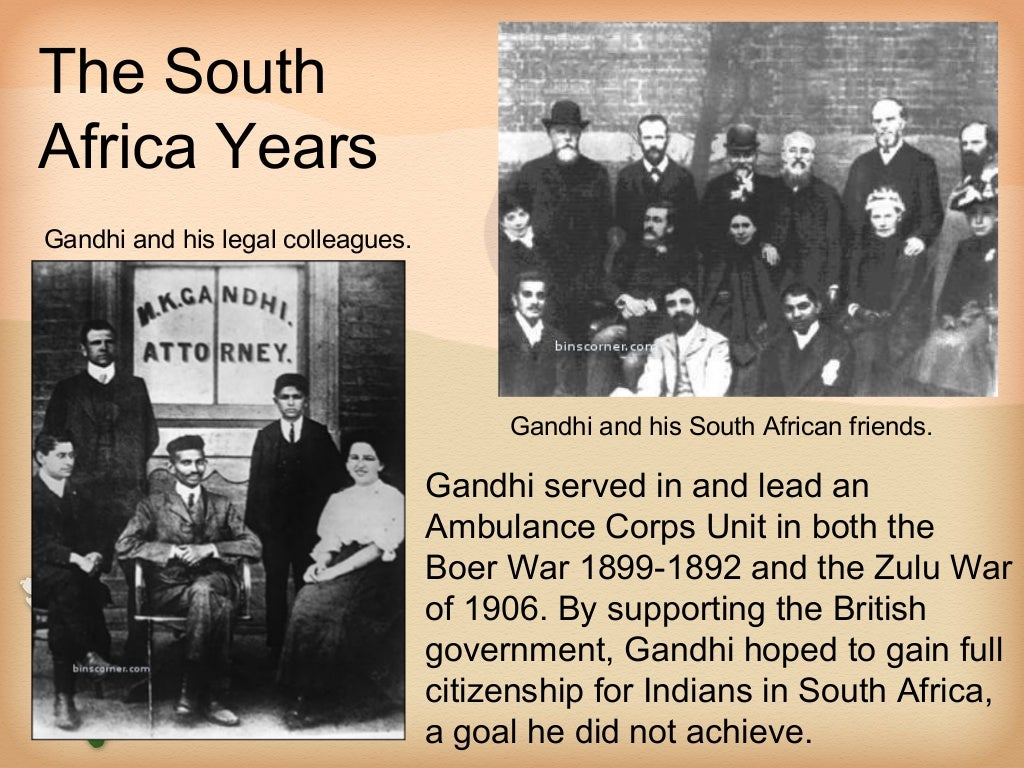 The South
Africa Years
Gandhi and his legal colleagues.
M.K.GANDHI.
ATTORNEY.
binscorner.com
binscorner.com
Gandhi and his South African friends.
Gandhi served in and lead an
Ambulance Corps Unit in both the
Boer War 1899-1892 and the Zulu War
of 1906. By supporting the British
government, Gandhi hoped to gain full
citizenship for Indians in South Africa,
a goal he did not achieve.